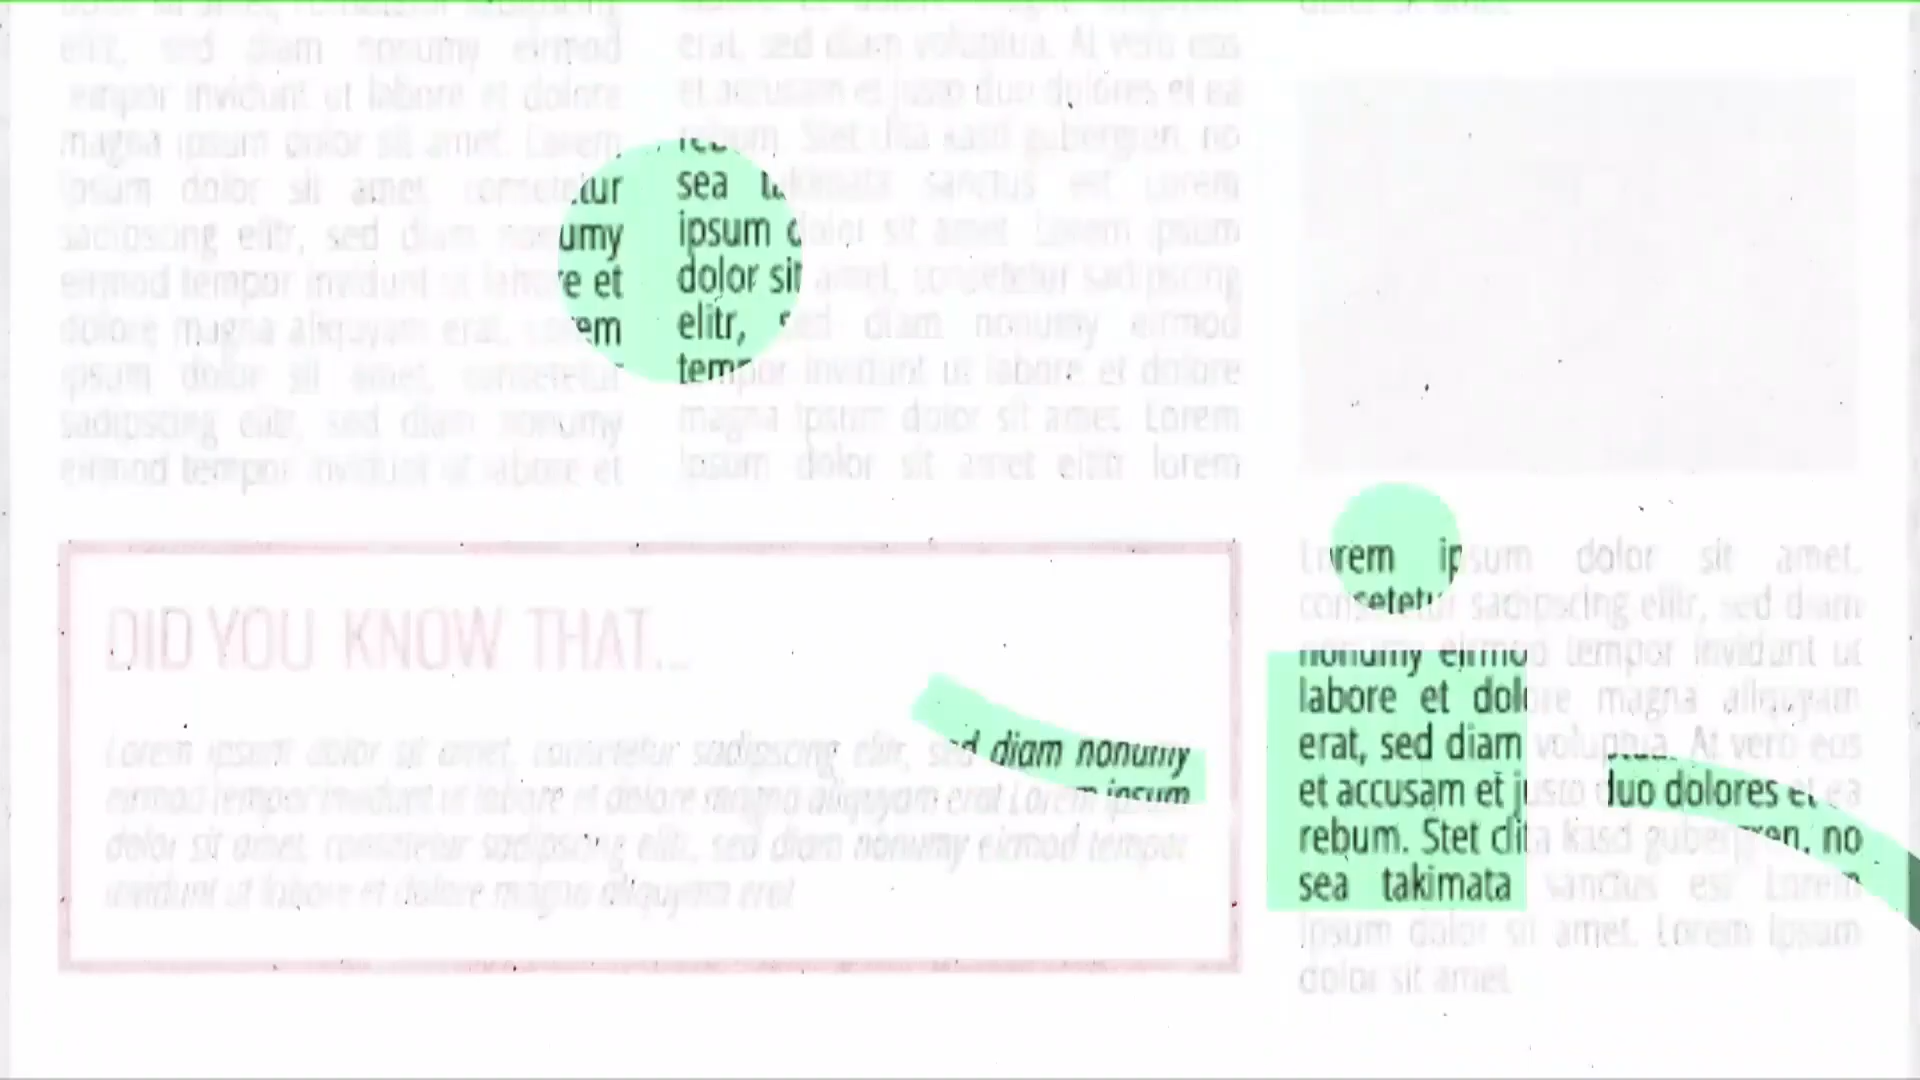 elitr, sed diam nonumy eirmod
tempor invidunt ut labore et dolore
magna ipsum dolor sit amet. Lorem
ipsum dolor sit amet, consetetur
sadipscing elitr, sed diam nonumy
eirmod tempor invidunt ut labore et
dolore magna aliquyam erat. Lorem
ipsum dolor sit amet, consetetur
sadipscing elitr, sed diam nonumy
eirmod tempor invidunt ut labore et
erat, sed diam voluptua. At vero eos
et accusam et justo duo dolores et ea
rebum. Stet clita kasd gubergren, no
sea takimata sanctus est Lorem
ipsum dolor sit amet. Lorem ipsum
dolor sit amet, consetetur sadipscing
elitr, sed diam nonumy eirmod
tempor invidunt ut labore et dolore
magna ipsum dolor sit amet. Lorem
ipsum dolor sit amet elitr lorem
DID YOU KNOW THAT...
Lorem ipsum dolor sit amet, consetetur sadipscing elitr, sed diam nonumy
eirmod tempor invidunt ut labore et dolore magna aliquyam erat Lorem ipsum
dolor sit amet, consetetur sadipscing elitr, sed diam nonumy eirmod tempor
invidunt ut labore et dolore magna aliquyam erat
dolor sit amet.
Lorem ipsum dolor sit amet,
consetetur sadipscing elitr, sed diam
nonumy eirmod tempor invidunt ut
labore et dolore magna aliquyam
erat, sed diam voluptua. At vero eos
et accusam et justo duo dolores et ea
rebum. Stet clita kasd gubergren, no
sea takimata sanctus est Lorem
ipsum dolor sit amet. Lorem ipsum
dolor sit amet.